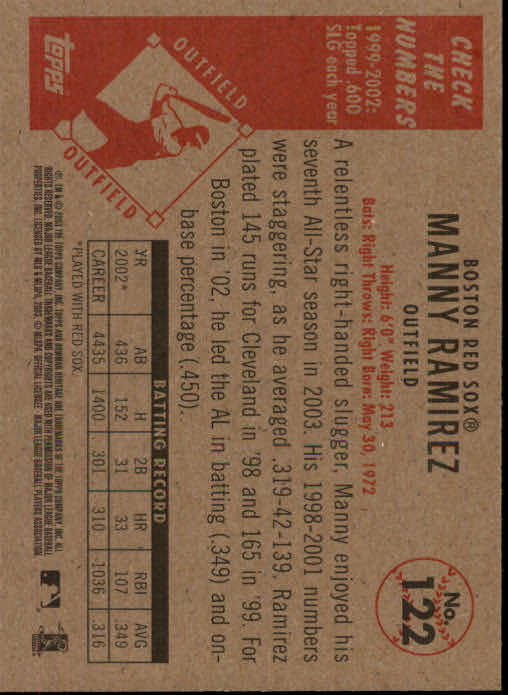 CHECK
THE
NUMBERS
1999-2002:
Topped .600
SLG each year
OUTFIELD
OUTFIELD
topps
BOSTON RED SOX®
MANNY RAMIREZ
OUTFIELD
Height: 6'0" Weight: 213
Bats: Right Throws: Right Born: May 30, 1972
No.
122
A relentless right-handed slugger, Manny enjoyed his
seventh All-Star season in 2003. His 1998-2001 numbers
were staggering, as he averaged .319-42-139. Ramirez
plated 145 runs for Cleveland in '98 and 165 in '99. For
Boston in '02, he led the AL in batting (.349) and on-
base percentage (.450).
BATTING RECORD
YR AB H 2B HR RBI AVG
2002* 436 152 31 33 107 .349
CAREER 4435 1400 301 310 1036 .316
*PLAYED WITH RED SOX.